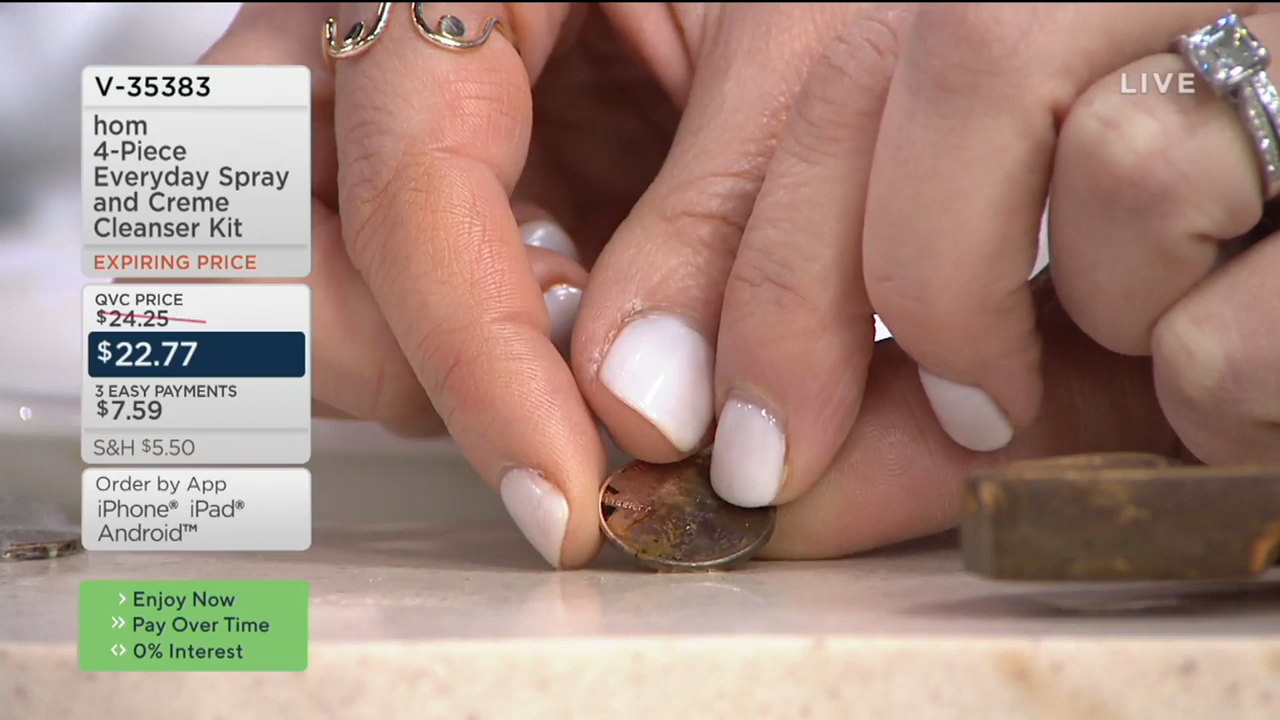 V-35383
hom
4-Piece
Everyday Spray
and Creme
Cleanser Kit
EXPIRING PRICE
QVC PRICE
$24.25
$22.77
3 EASY PAYMENTS
$7.59
S&H $5.50
Order by App
iPhone® iPad®
Android™
› Enjoy Now
›› Pay Over Time
‹› 0% Interest
LIVE
LIBERTY